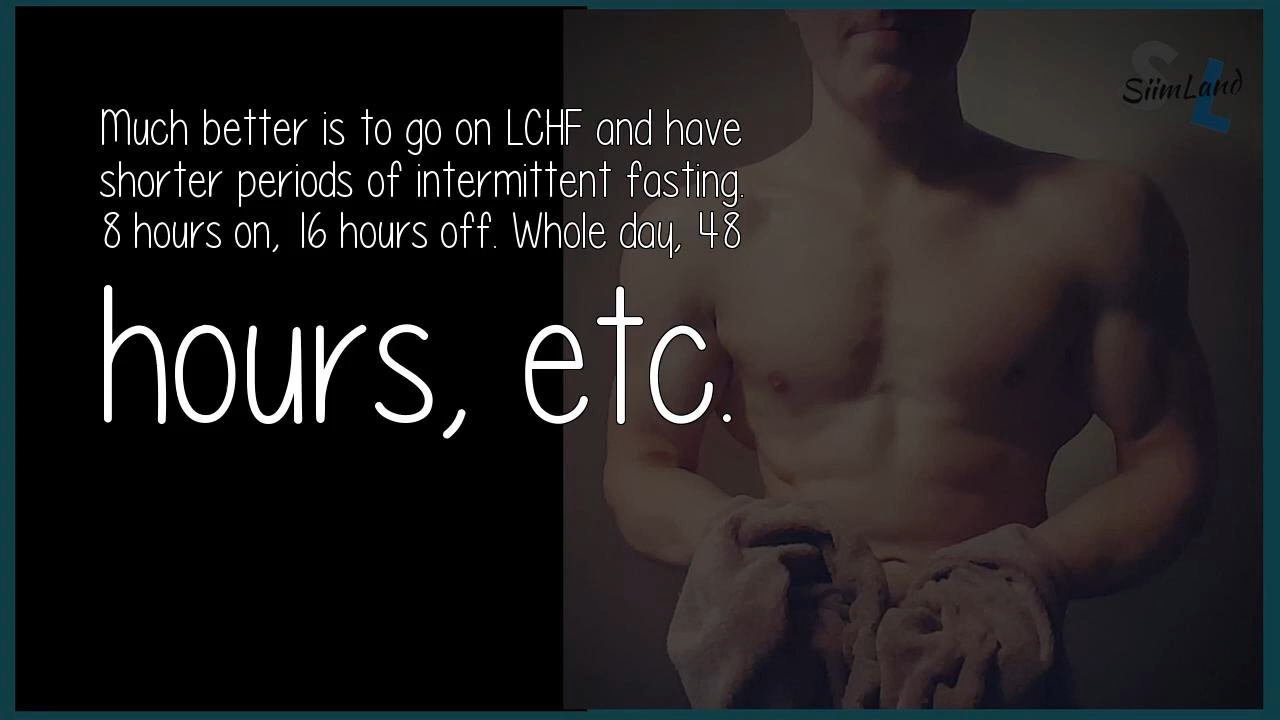 Much better is to go on LCHF and have
shorter periods of intermittent fasting.
8 hours on, 16 hours off. Whole day, 48
hours, etc.
SL
SiimLand